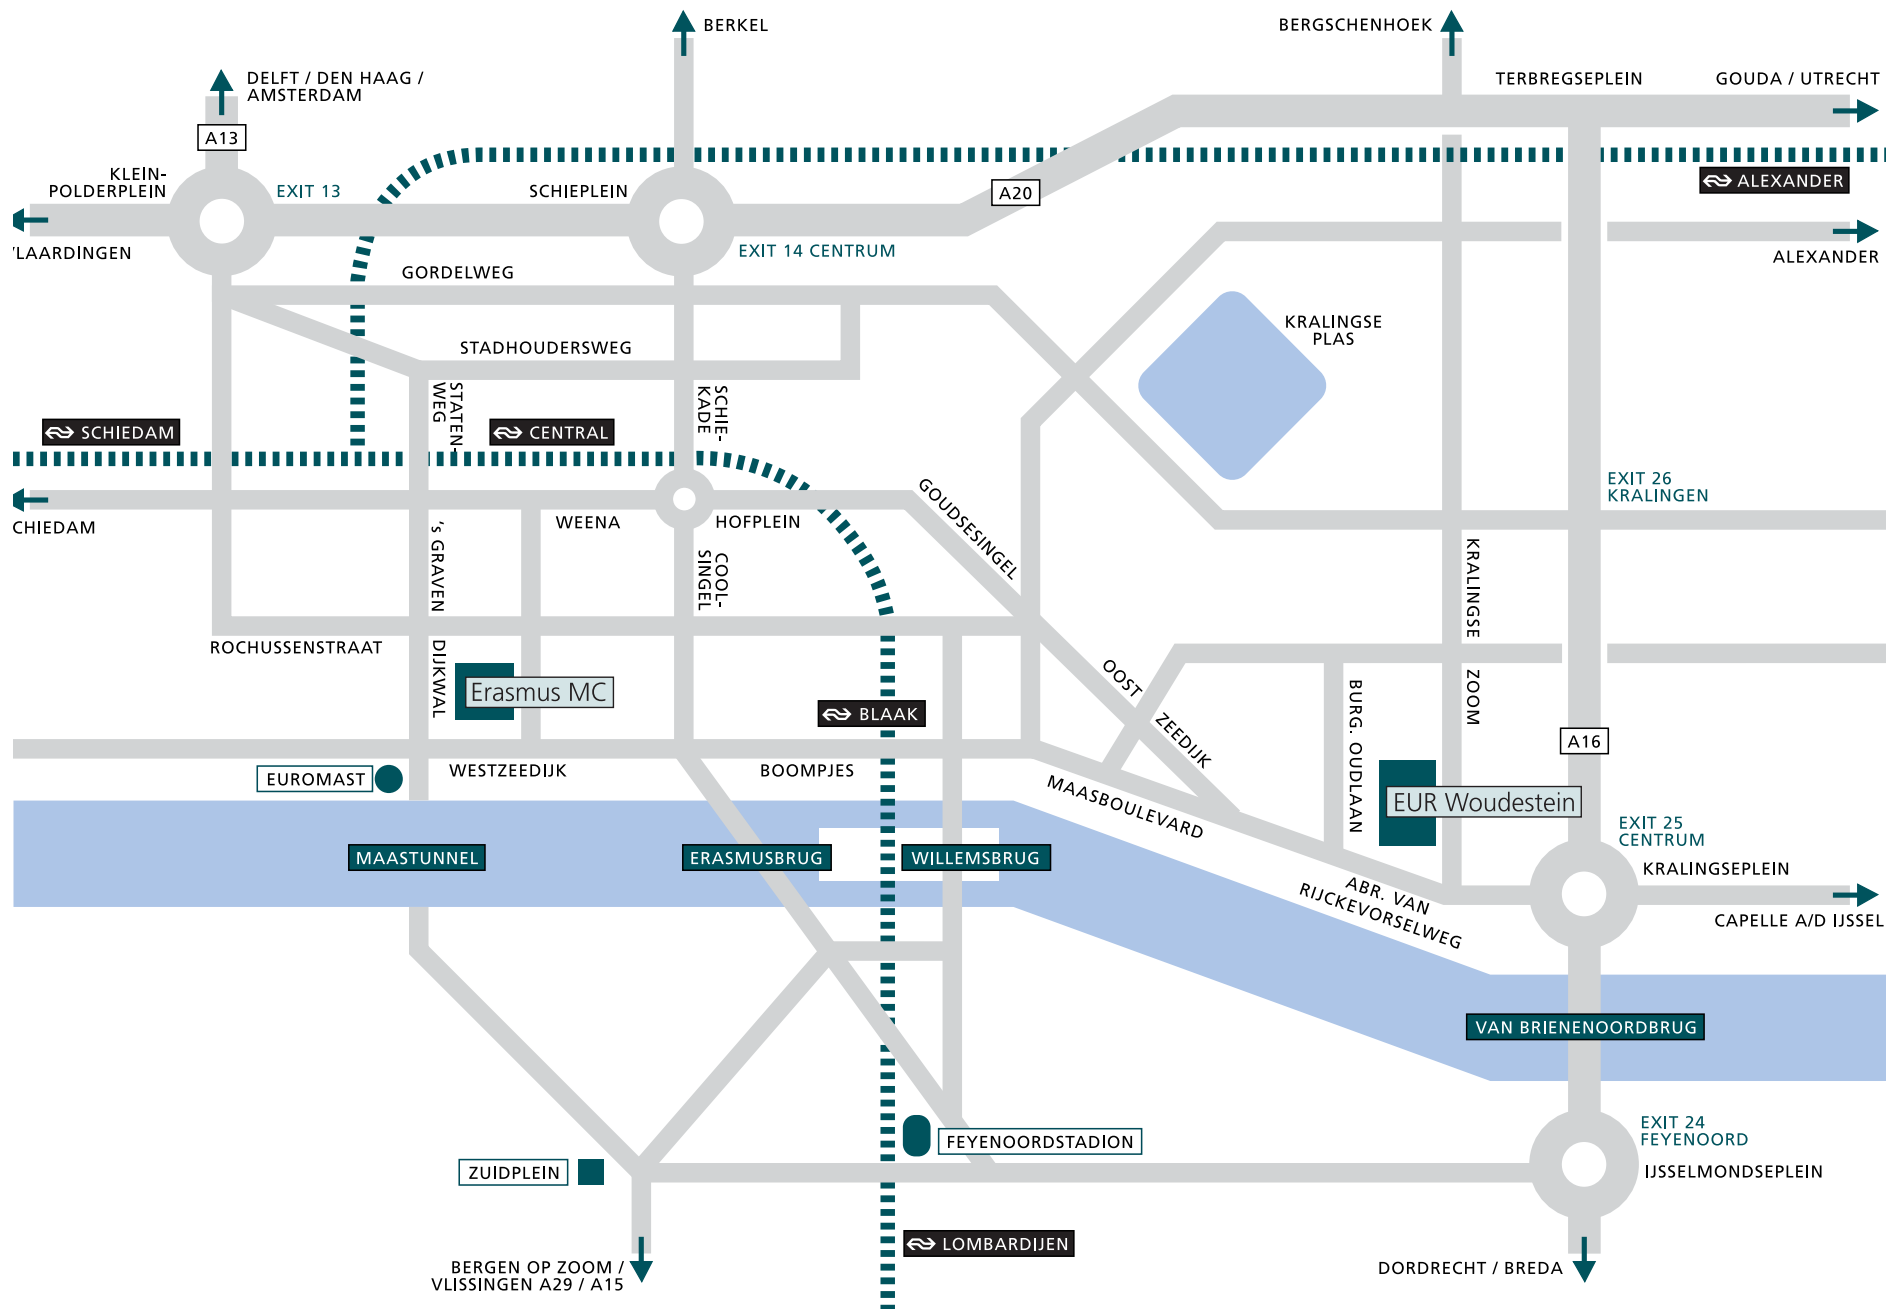 BERKEL
BERGSCHENHOEK
DELFT / DEN HAAG /
AMSTERDAM
TERBREGSEPLEIN
GOUDA / UTRECHT
A13
KLEIN-
POLDERPLEIN
EXIT 13
SCHIEPLEIN
A20
ALEXANDER
VLAARDINGEN
EXIT 14 CENTRUM
ALEXANDER
GORDELWEG
KRALINGSE
PLAS
STADHOUDERSWEG
STATEN-
WEG
SCHIE-
KADE
SCHIEDAM
CENTRAL
GOUDSESINGEL
EXIT 26
KRALINGEN
CHIEDAM
WEENA
HOFPLEIN
's GRAVEN DIJKWAL
COOL-
SINGEL
KRALINGSE ZOOM
ROCHUSSENSTRAAT
OOST ZEEDIJK
BURG. OUDLAAN
Erasmus MC
BLAAK
A16
EUROMAST
WESTZEEDIJK
BOOMPJES
MAASBOULEVARD
EUR Woudestein
EXIT 25
CENTRUM
MAASTUNNEL
ERASMUSBRUG
WILLEMSBRUG
KRALINGSEPLEIN
ABR. VAN
RIJCKEVORSELWEG
CAPELLE A/D IJSSEL
VAN BRIENENOORDBRUG
EXIT 24
FEYENOORD
FEYENOORDSTADION
ZUIDPLEIN
IJSSELMONDSEPLEIN
LOMBARDIJEN
BERGEN OP ZOOM /
VLISSINGEN A29 / A15
DORDRECHT / BREDA